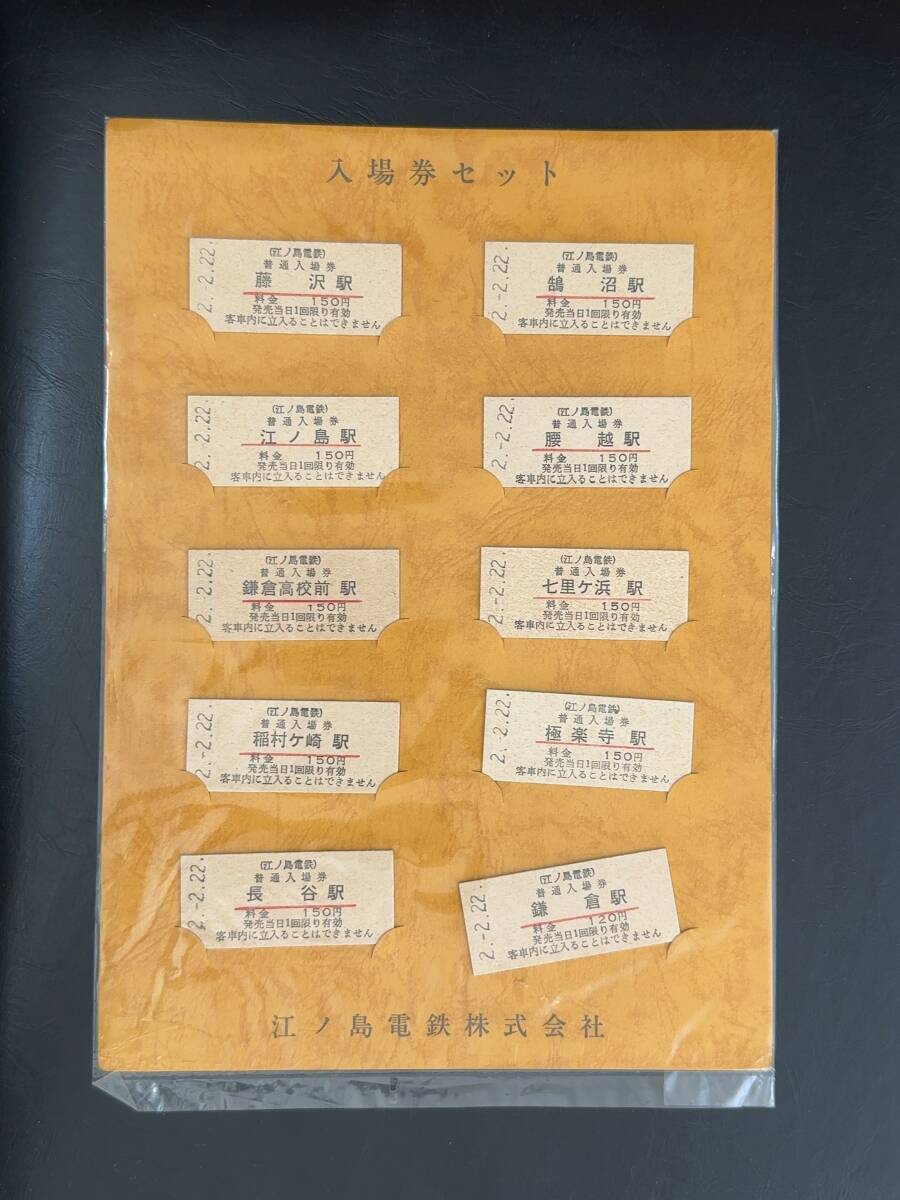 入場券セット
2.-2.22.
(江ノ島電鉄)
普通入場券
藤沢駅
料金 150円
発売当日1回限り有効
客車内に立入ることはできません
2.-2.22.
(江ノ島電鉄)
普通入場券
鵠沼駅
料金 150円
発売当日1回限り有効
客車内に立入ることはできません
2.-2.22.
(江ノ島電鉄)
普通入場券
江ノ島駅
料金 150円
発売当日1回限り有効
客車内に立入ることはできません
2.-2.22.
(江ノ島電鉄)
普通入場券
腰越駅
料金 150円
発売当日1回限り有効
客車内に立入ることはできません
2.-2.22.
(江ノ島電鉄)
普通入場券
鎌倉高校前 駅
料金 150円
発売当日1回限り有効
客車内に立入ることはできません
2.-2.22.
(江ノ島電鉄)
普通入場券
七里ケ浜 駅
料金 150円
発売当日1回限り有効
客車内に立入ることはできません
2.-2.22.
(江ノ島電鉄)
普通入場券
稲村ケ崎 駅
料金 150円
発売当日1回限り有効
客車内に立入ることはできません
2.-2.22.
(江ノ島電鉄)
普通入場券
極楽寺 駅
料金 150円
発売当日1回限り有効
客車内に立入ることはできません
2.-2.22.
(江ノ島電鉄)
普通入場券
長谷駅
料金 150円
発売当日1回限り有効
客車内に立入ることはできません
2.-2.22.
(江ノ島電鉄)
普通入場券
鎌倉駅
料金 120円
発売当日1回限り有効
客車内に立入ることはできません
江ノ島電鉄株式会社